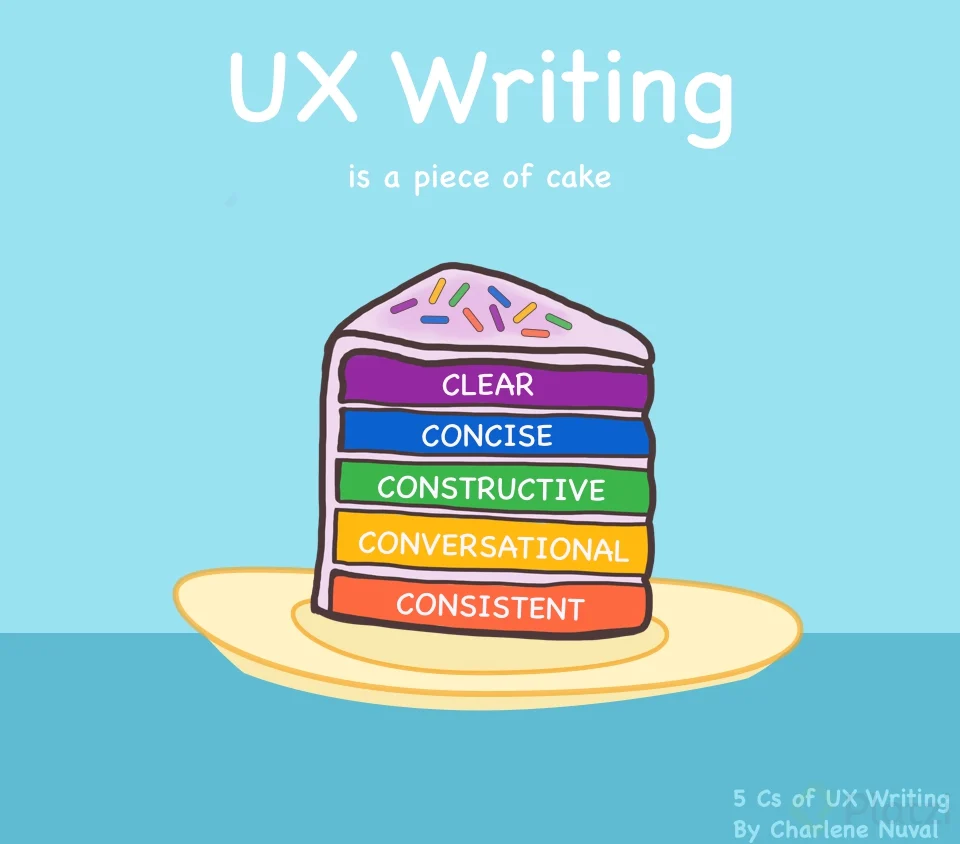 UX Writing
is a piece of cake
CLEAR
CONCISE
CONSTRUCTIVE
CONVERSATIONAL
CONSISTENT
5 Cs of UX Writing
By Charlene Nuval